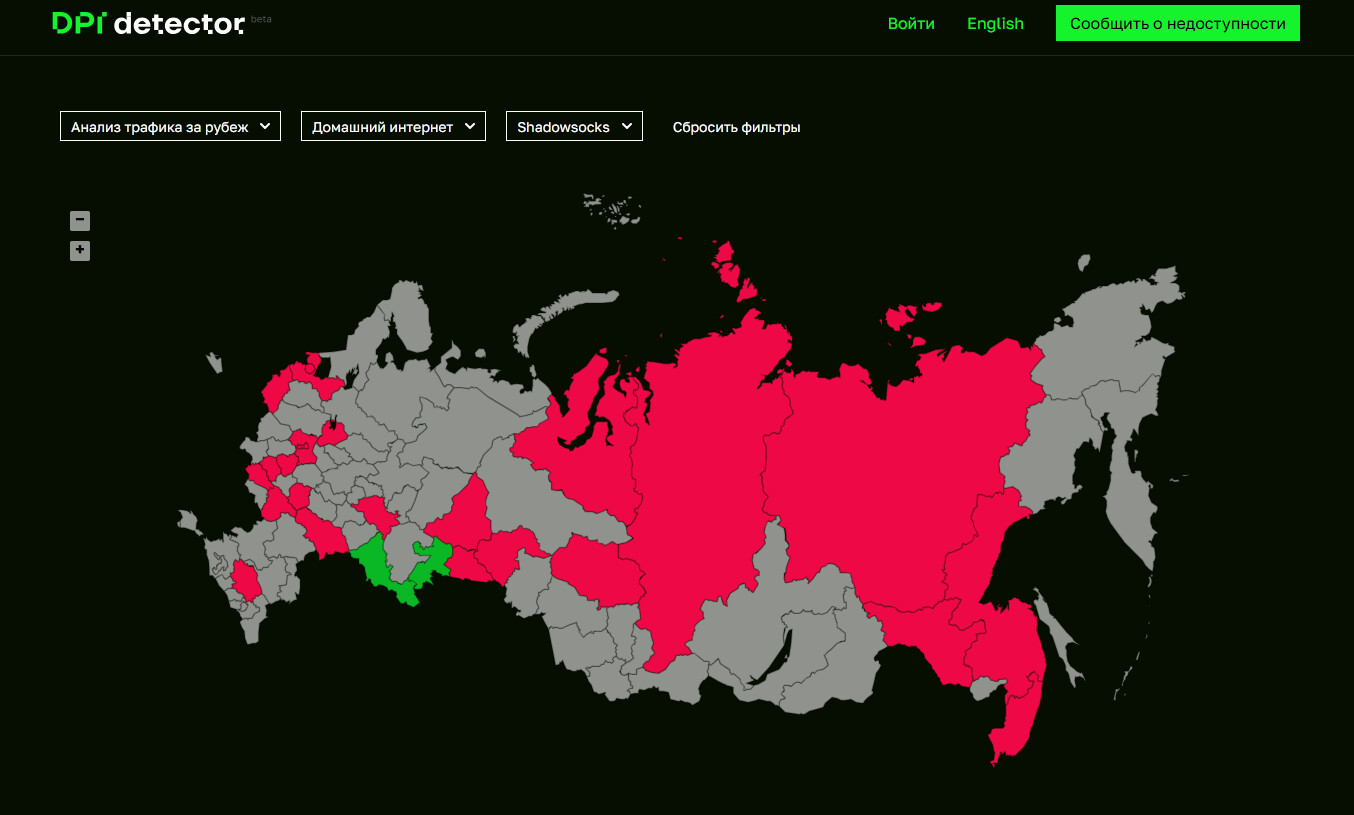 DPI detector beta
Войти English Сообщить о недоступности
Анализ трафика за рубеж Домашний интернет Shadowsocks Сбросить фильтры
−
+